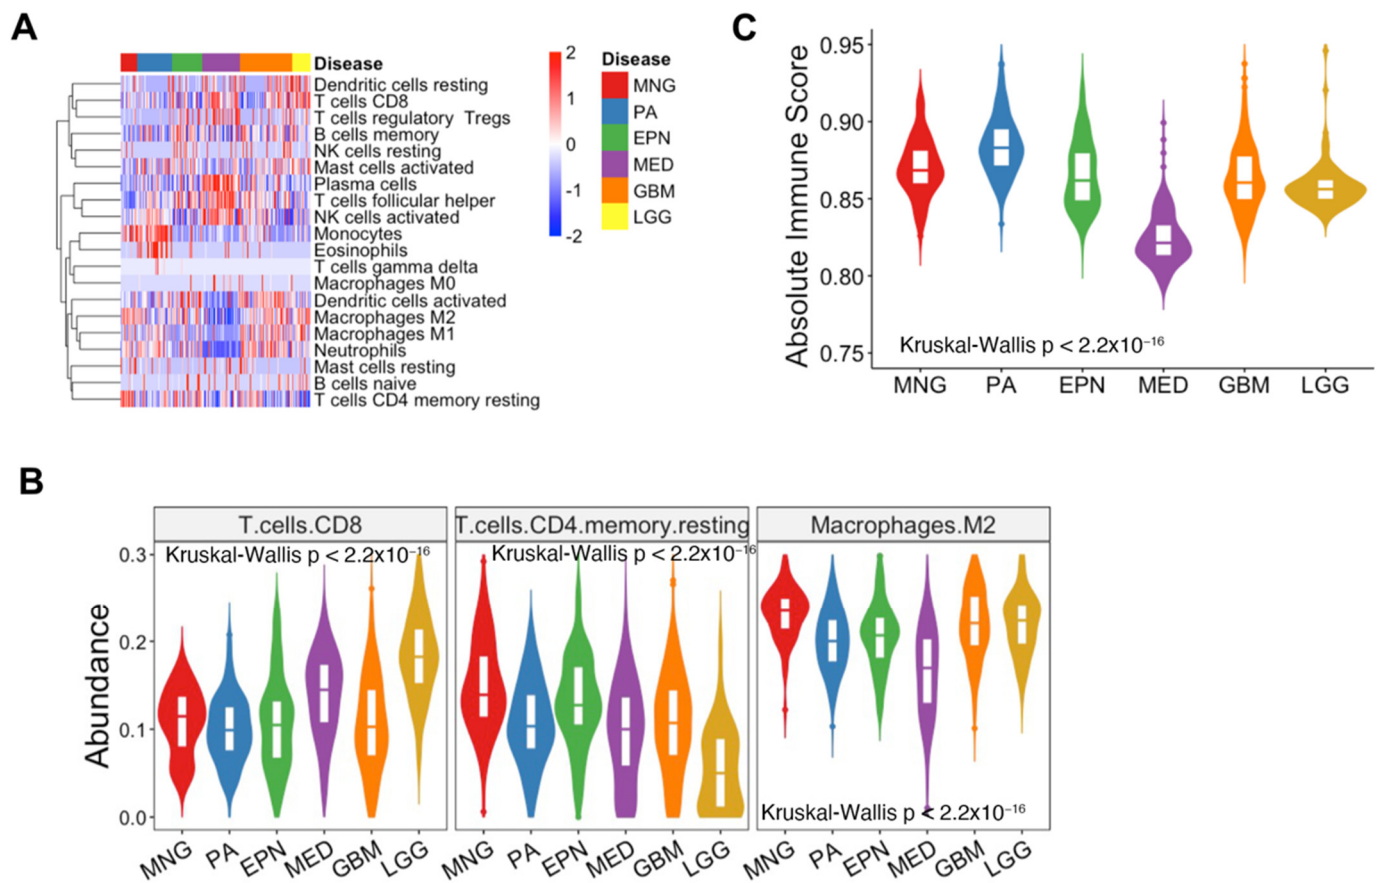 A
Disease
Dendritic cells resting
T cells CD8
T cells regulatory Tregs
B cells memory
NK cells resting
Mast cells activated
Plasma cells
T cells follicular helper
NK cells activated
Monocytes
Eosinophils
T cells gamma delta
Macrophages M0
Dendritic cells activated
Macrophages M2
Macrophages M1
Neutrophils
Mast cells resting
B cells naive
T cells CD4 memory resting
2
1
0
-1
-2
Disease
MNG
PA
EPN
MED
GBM
LGG
C
Absolute Immune Score
0.95
0.90
0.85
0.80
0.75
Kruskal-Wallis p < 2.2x10⁻¹⁶
MNG PA EPN MED GBM LGG
B
T.cells.CD8 T.cells.CD4.memory.resting Macrophages.M2
Kruskal-Wallis p < 2.2x10⁻¹⁶ Kruskal-Wallis p < 2.2x10⁻¹⁶
Abundance
0.3
0.2
0.1
0.0
Kruskal-Wallis p < 2.2x10⁻¹⁶
MNG PA EPN MED GBM LGG MNG PA EPN MED GBM LGG MNG PA EPN MED GBM LGG